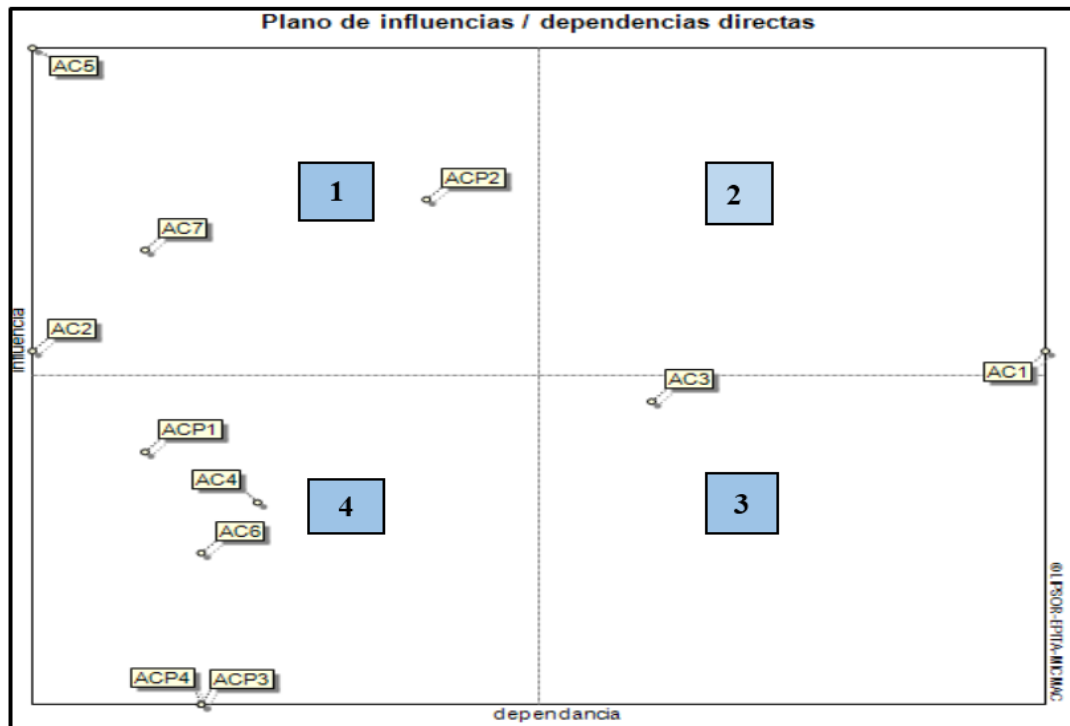 Plano de influencias / dependencias directas
AC5
ACP2
1
2
AC7
AC2
influencia
AC3
AC1
ACP1
AC4
4
3
AC6
©LIPSOR-EPITA-MICMAC
ACP4
ACP3
dependancia